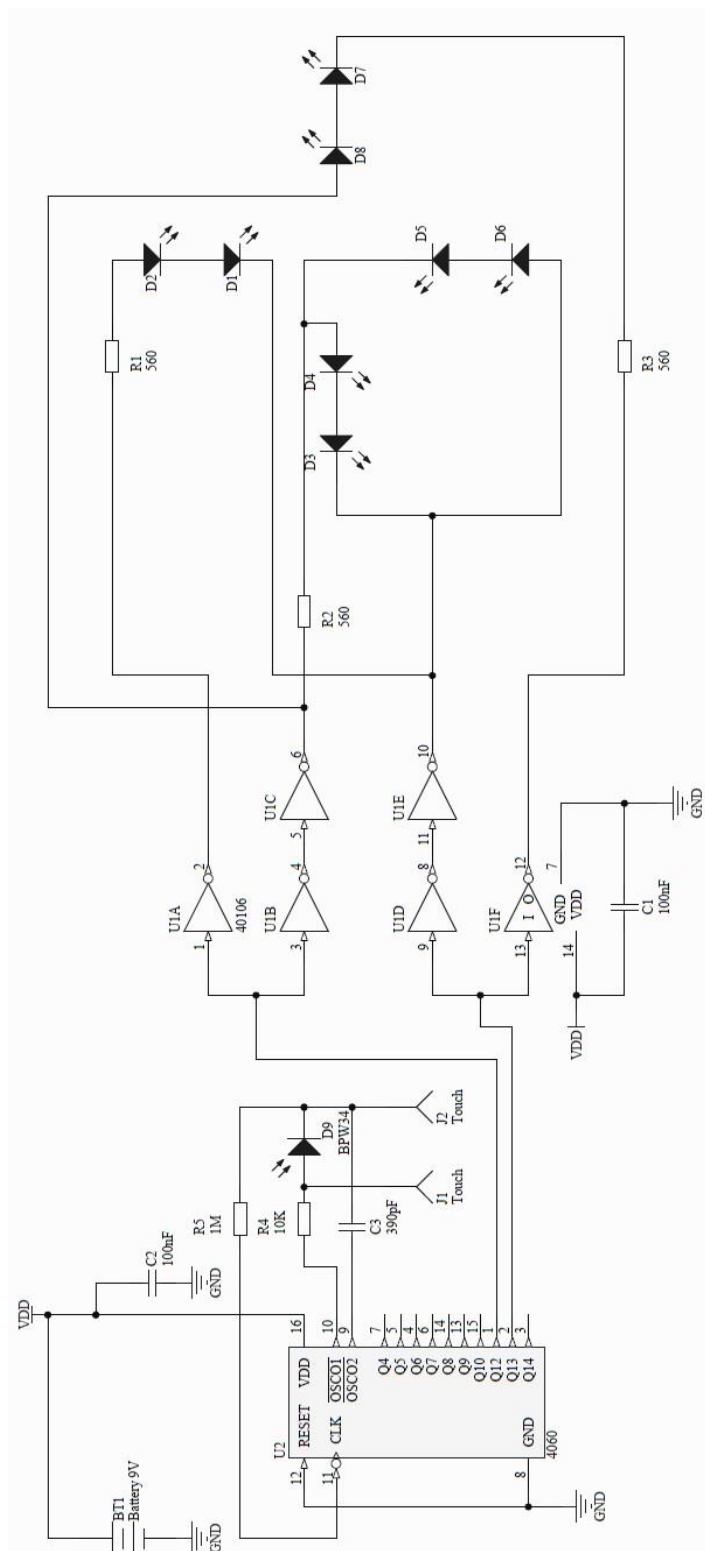 D7
D8
D5
D6
D2
D1
D4
D3
R1
560
R3
560
R2
560
U1C
6
5
U1E
10
11
U1A
40106
2
1
U1B
4
3
U1D
8
9
U1F
I O
12
13
GND
7
VDD
14
VDD
C1
100nF
GND
D9
BPW34
J2
Touch
J1
Touch
R5
1M
R4
10K
C3
390pF
C2
100nF
GND
VDD
BT1
Battery 9V
GND
U2
4060
16
VDD
10
OSCO1
9
OSCO2
12
RESET
11
CLK
8
GND
Q4
7
Q5
5
Q6
4
Q7
6
Q8
14
Q9
13
Q10
15
Q12
1
Q13
2
Q14
3
GND